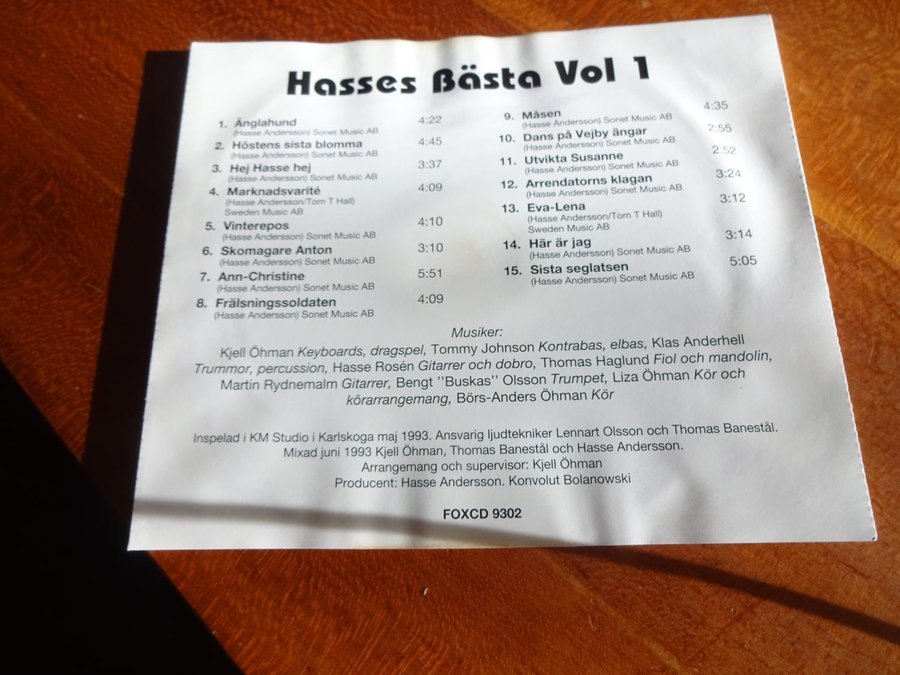 Hasses Bästa Vol 1
1. Änglahund 4:22
(Hasse Andersson) Sonet Music AB
2. Höstens sista blomma 4:45
(Hasse Andersson) Sonet Music AB
3. Hej Hasse hej 3:37
(Hasse Andersson) Sonet Music AB
4. Marknadsvarité 4:09
(Hasse Andersson/Tom T Hall)
Sweden Music AB
5. Vinterepos 4:10
(Hasse Andersson) Sonet Music AB
6. Skomagare Anton 3:10
(Hasse Andersson) Sonet Music AB
7. Ann-Christine 5:51
(Hasse Andersson) Sonet Music AB
8. Frälsningssoldaten 4:09
(Hasse Andersson) Sonet Music AB
9. Måsen 4:35
(Hasse Andersson) Sonet Music AB
10. Dans på Vejby ängar 2:55
(Hasse Andersson) Sonet Music AB
11. Utvikta Susanne 2:52
(Hasse Andersson) Sonet Music AB
12. Arrendatorns klagan 3:24
(Hasse Andersson) Sonet Music AB
13. Eva-Lena 3:12
(Hasse Andersson/Tom T Hall)
Sweden Music AB
14. Här är jag 3:14
(Hasse Andersson) Sonet Music AB
15. Sista seglatsen 5:05
(Hasse Andersson) Sonet Music AB
Musiker:
Kjell Öhman Keyboards, dragspel, Tommy Johnson Kontrabas, elbas, Klas Anderhell
Trummor, percussion, Hasse Rosén Gitarrer och dobro, Thomas Haglund Fiol och mandolin,
Martin Rydnemalm Gitarrer, Bengt "Buskas" Olsson Trumpet, Liza Öhman Kör och
körarrangemang, Börs-Anders Öhman Kör
Inspelad i KM Studio i Karlskoga maj 1993. Ansvarig ljudtekniker Lennart Olsson och Thomas Banestål.
Mixad juni 1993 Kjell Öhman, Thomas Banestål och Hasse Andersson.
Arrangemang och supervisor: Kjell Öhman
Producent: Hasse Andersson. Konvolut Bolanowski
FOXCD 9302